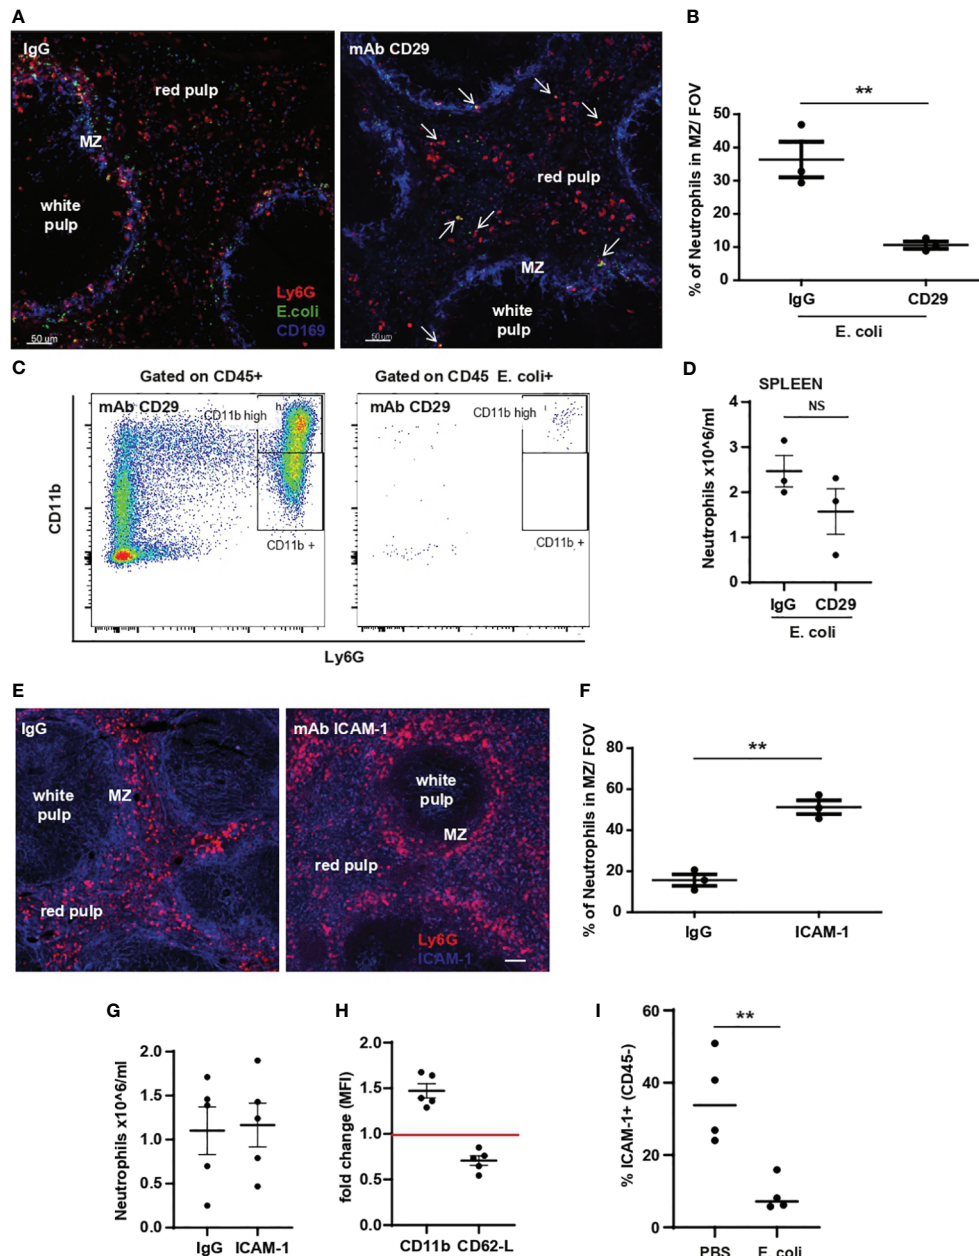 A
IgG
red pulp
MZ
white
pulp
Ly6G
E.coli
CD169
50 um
mAb CD29
red pulp
MZ
white
pulp
50 um
B
**
% of Neutrophils in MZ/ FOV
50
40
30
20
10
0
IgG
CD29
E. coli
C
Gated on CD45+
mAb CD29
CD11b high
h
CD11b +
Gated on CD45 E. coli+
mAb CD29
CD11b high
CD11b +
CD11b
Ly6G
D
SPLEEN
NS
Neutrophils x10^6/ml
4
3
2
1
0
IgG
CD29
E. coli
E
IgG
white
pulp
MZ
red pulp
mAb ICAM-1
white
pulp
MZ
red pulp
Ly6G
ICAM-1
F
**
% of Neutrophils in MZ/ FOV
80
60
40
20
0
IgG
ICAM-1
G
Neutrophils x10^6/ml
2.0
1.5
1.0
0.5
0.0
IgG
ICAM-1
H
fold change (MFI)
2.0
1.5
1.0
0.5
0.0
CD11b
CD62-L
I
**
% ICAM-1+ (CD45-)
60
40
20
0
PBS
E. coli